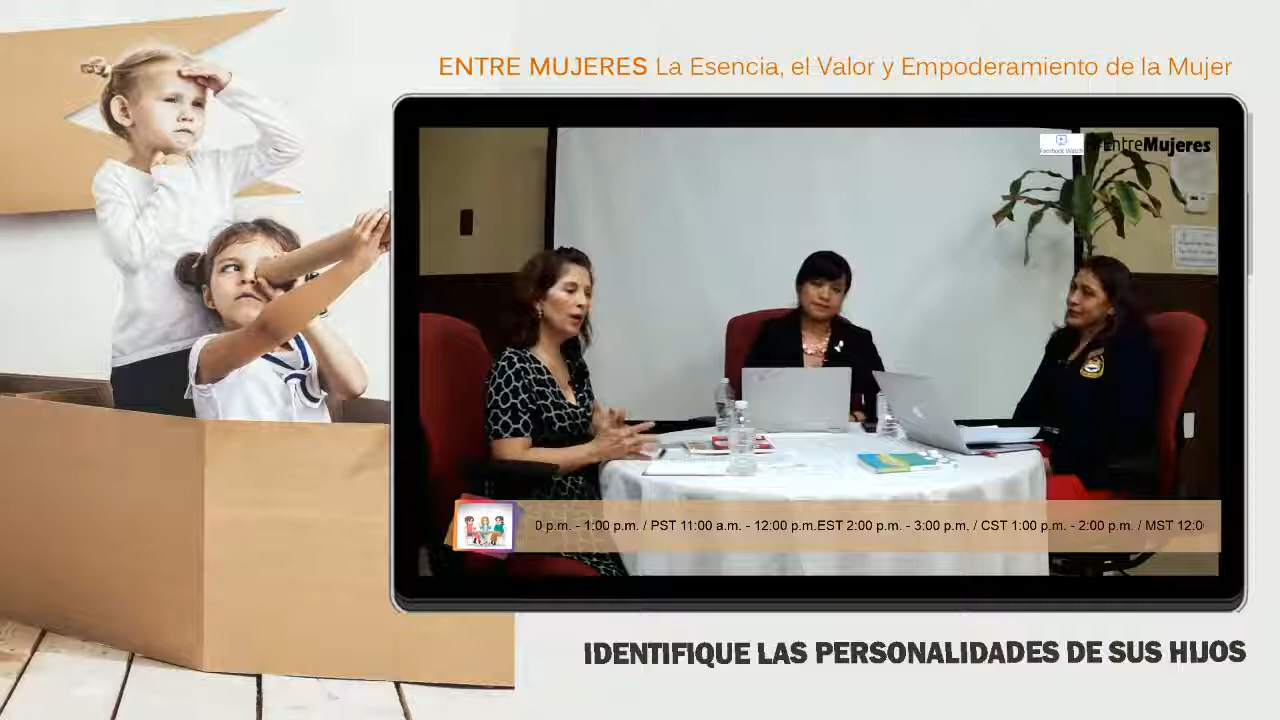 ENTRE MUJERES La Esencia, el Valor y Empoderamiento de la Mujer
Facebook Watch
EntreMujeres
0 p.m. - 1:00 p.m. / PST 11:00 a.m. - 12:00 p.m.EST 2:00 p.m. - 3:00 p.m. / CST 1:00 p.m. - 2:00 p.m. / MST 12:0
IDENTIFIQUE LAS PERSONALIDADES DE SUS HIJOS